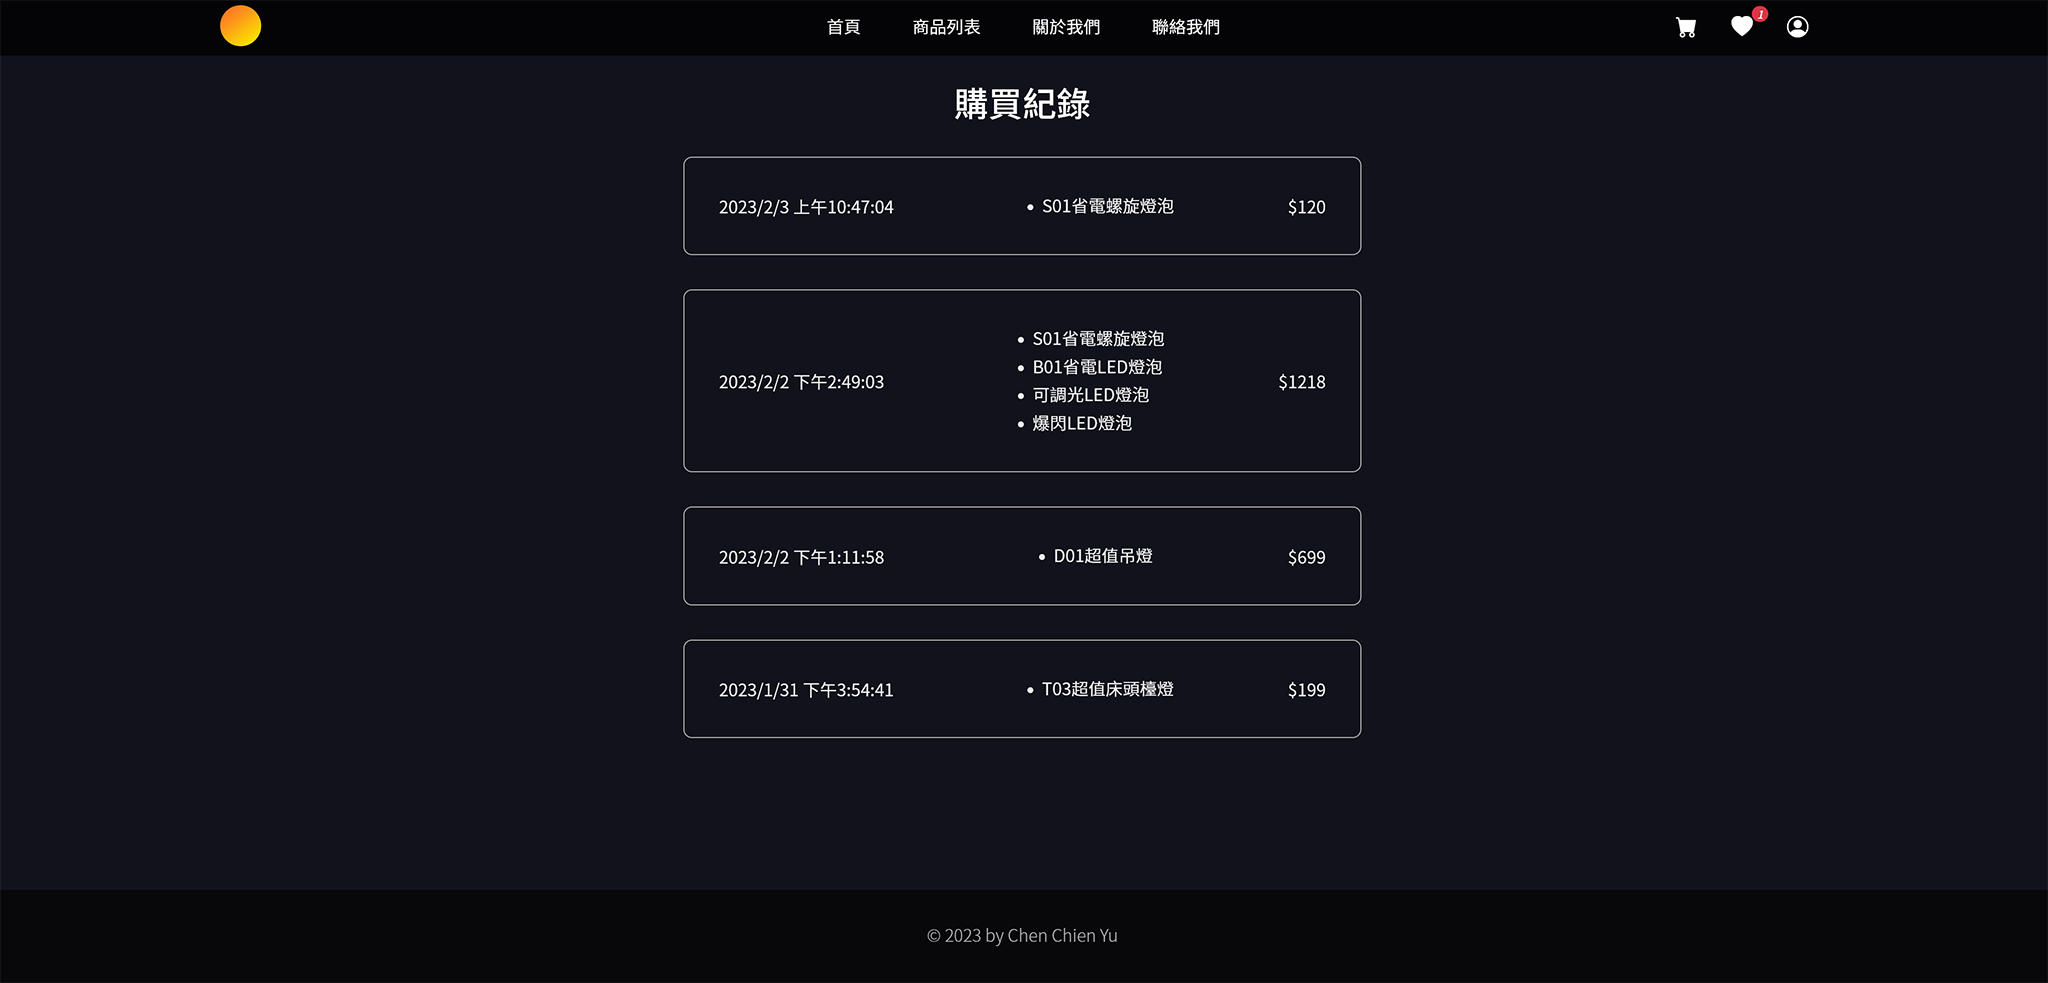 首頁 商品列表 關於我們 聯絡我們 1
購買紀錄
2023/2/3 上午10:47:04 • S01省電螺旋燈泡 $120
• S01省電螺旋燈泡
• B01省電LED燈泡
2023/2/2 下午2:49:03 $1218
• 可調光LED燈泡
• 爆閃LED燈泡
2023/2/2 下午1:11:58 • D01超值吊燈 $699
2023/1/31 下午3:54:41 • T03超值床頭檯燈 $199
© 2023 by Chen Chien Yu